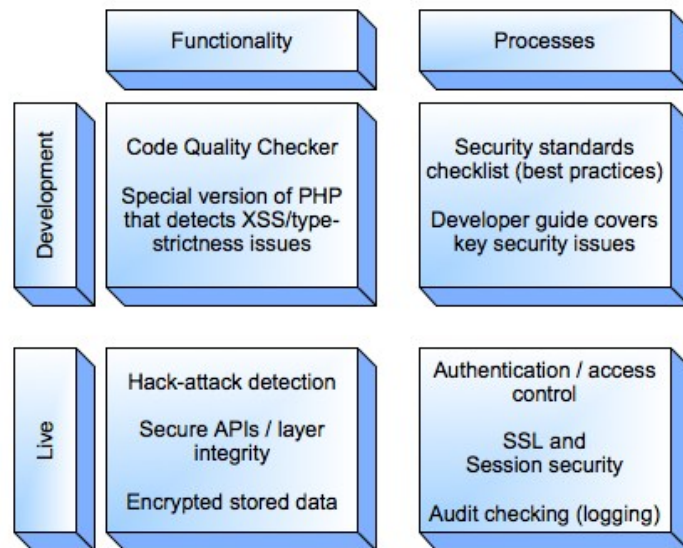 Functionality
Processes
Development
Code Quality Checker
Special version of PHP
that detects XSS/type-
strictness issues
Security standards
checklist (best practices)
Developer guide covers
key security issues
Live
Hack-attack detection
Secure APIs / layer
integrity
Encrypted stored data
Authentication / access
control
SSL and
Session security
Audit checking (logging)